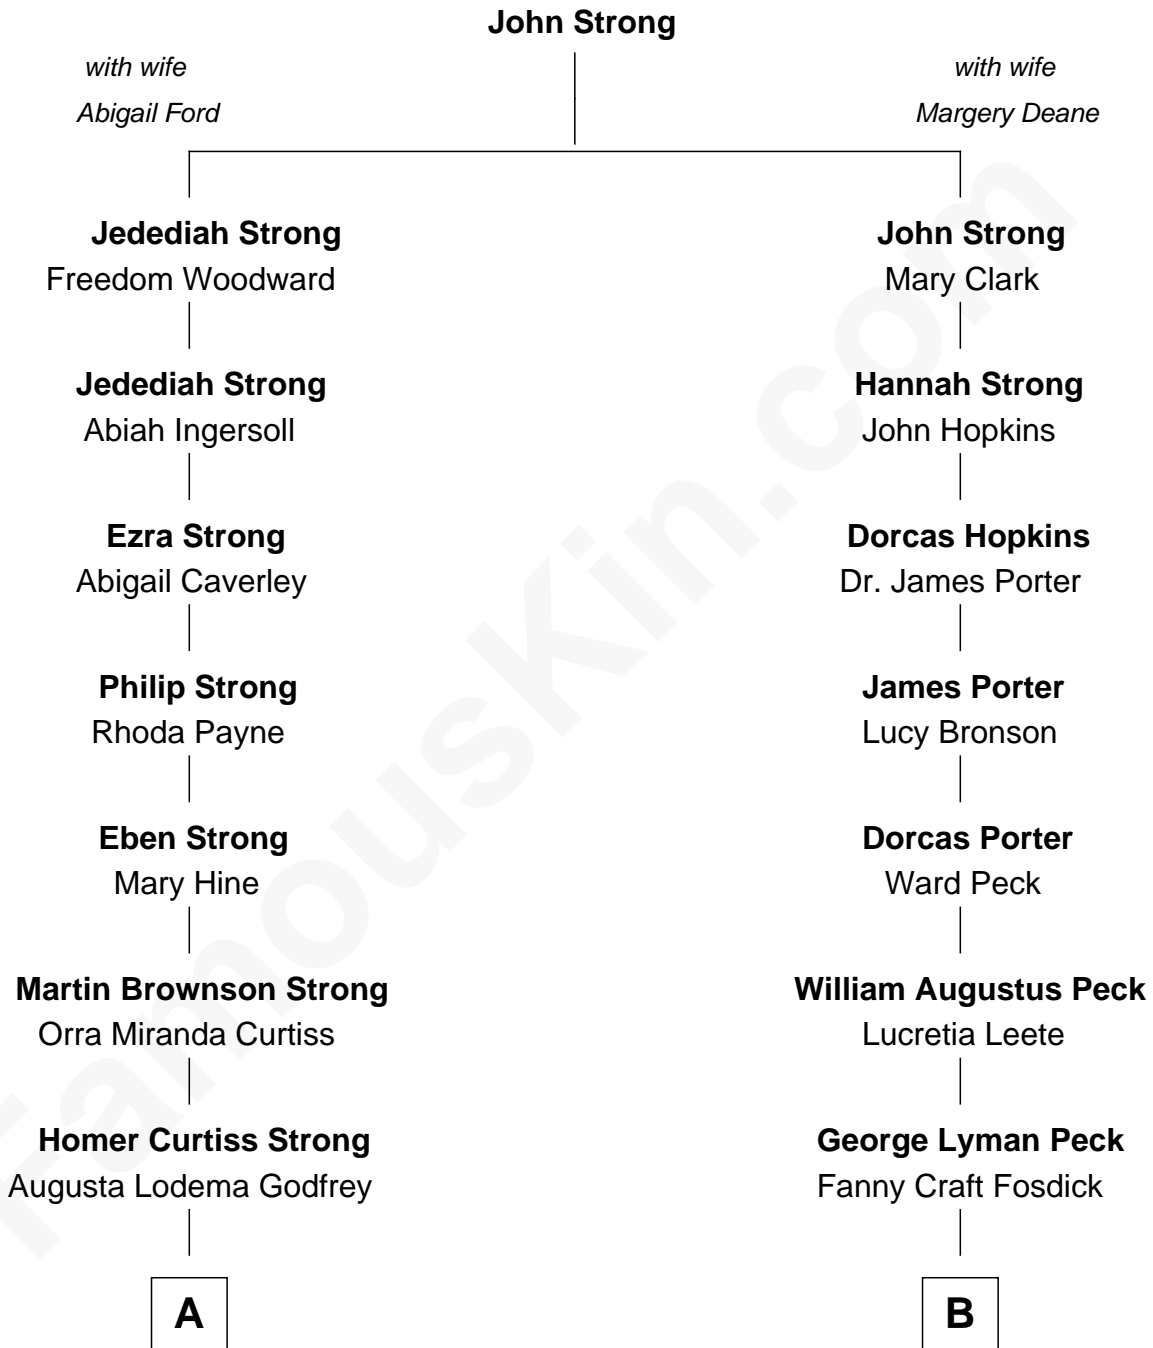 John Strong
with wife
Abigail Ford
with wife
Margery Deane
Jedediah Strong
Freedom Woodward
John Strong
Mary Clark
Jedediah Strong
Abiah Ingersoll
Hannah Strong
John Hopkins
Ezra Strong
Abigail Caverley
Dorcas Hopkins
Dr. James Porter
Philip Strong
Rhoda Payne
James Porter
Lucy Bronson
Eben Strong
Mary Hine
Dorcas Porter
Ward Peck
Martin Brownson Strong
Orra Miranda Curtiss
William Augustus Peck
Lucretia Leete
Homer Curtiss Strong
Augusta Lodema Godfrey
George Lyman Peck
Fanny Craft Fosdick
A
B
FamousKin.com